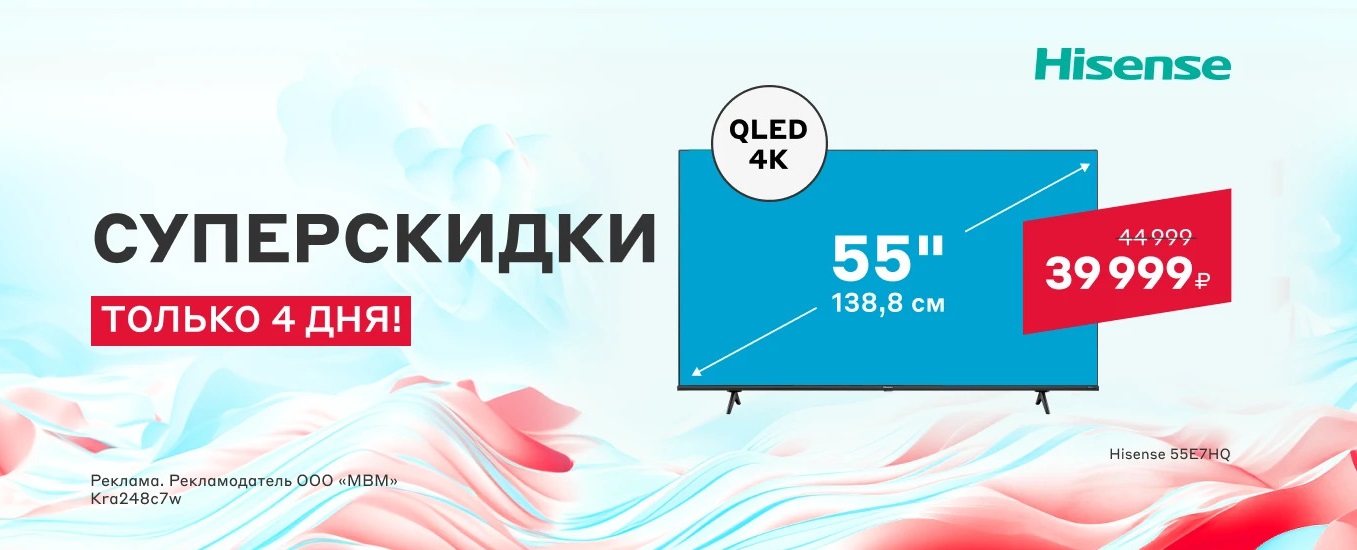 Hisense
QLED
4K
СУПЕРСКИДКИ
ТОЛЬКО 4 ДНЯ!
55"
138,8 см
44 999
39 999 ₽
Hisense 55E7HQ
Реклама. Рекламодатель ООО «МВМ»
Kra248c7w